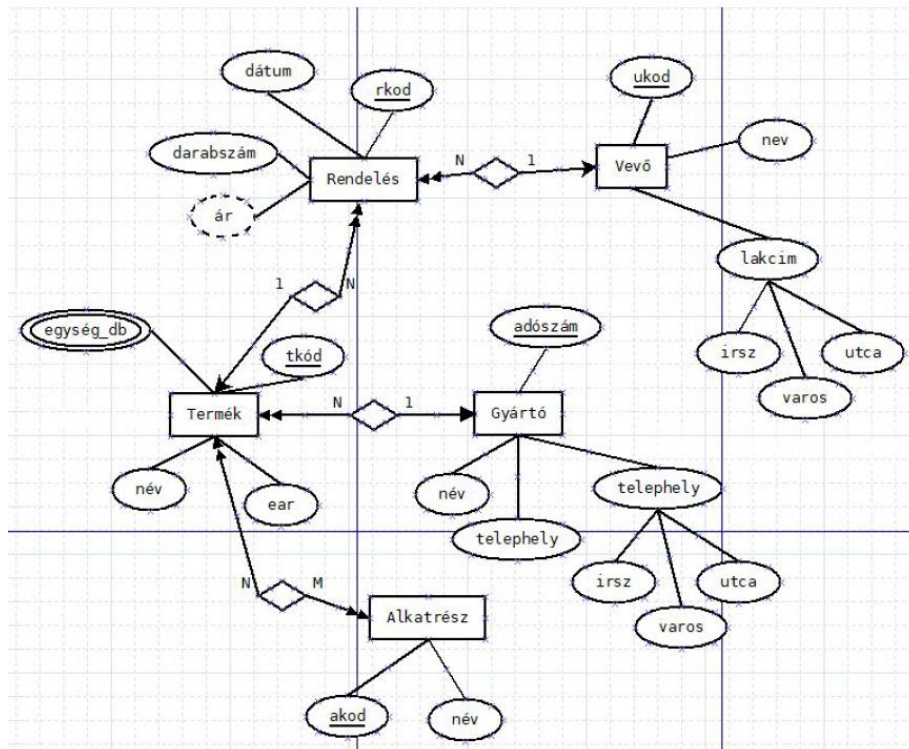 dátum
rkod
ukod
darabszám
Rendelés
N
1
Vevő
nev
ár
lakcim
1
N
egység_db
tkód
adószám
irsz
utca
varos
Termék
N
1
Gyártó
név
ear
név
telephely
telephely
irsz
utca
varos
N
M
Alkatrész
akod
név